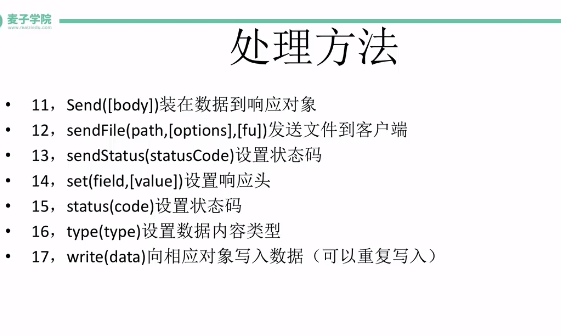 麦子学院
www.maiziedu.com
处理方法
• 11，Send([body])装在数据到响应对象
• 12，sendFile(path,[options],[fu])发送文件到客户端
• 13，sendStatus(statusCode)设置状态码
• 14，set(field,[value])设置响应头
• 15，status(code)设置状态码
• 16，type(type)设置数据内容类型
• 17，write(data)向相应对象写入数据（可以重复写入）